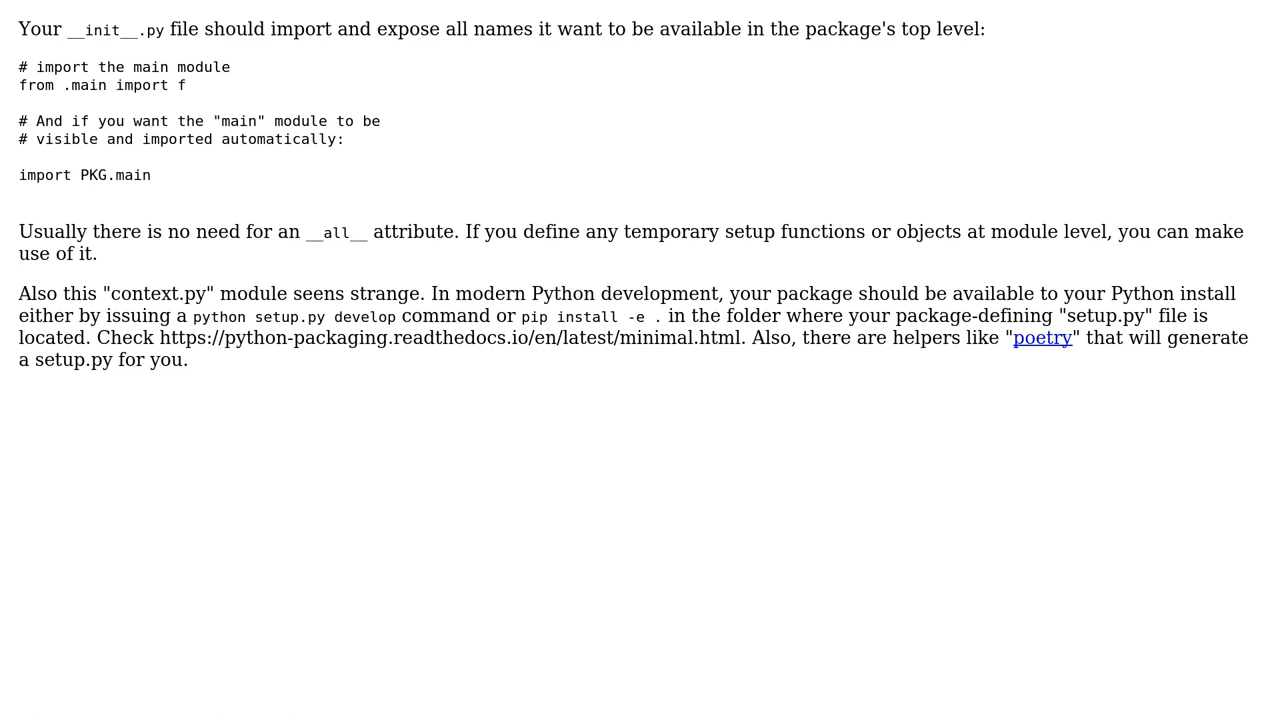 Your __init__.py file should import and expose all names it want to be available in the package's top level:
# import the main module
from .main import f
# And if you want the "main" module to be
# visible and imported automatically:
import PKG.main
Usually there is no need for an __all__ attribute. If you define any temporary setup functions or objects at module level, you can make
use of it.
Also this "context.py" module seens strange. In modern Python development, your package should be available to your Python install
either by issuing a python setup.py develop command or pip install -e . in the folder where your package-defining "setup.py" file is
located. Check https://python-packaging.readthedocs.io/en/latest/minimal.html. Also, there are helpers like "poetry" that will generate
a setup.py for you.